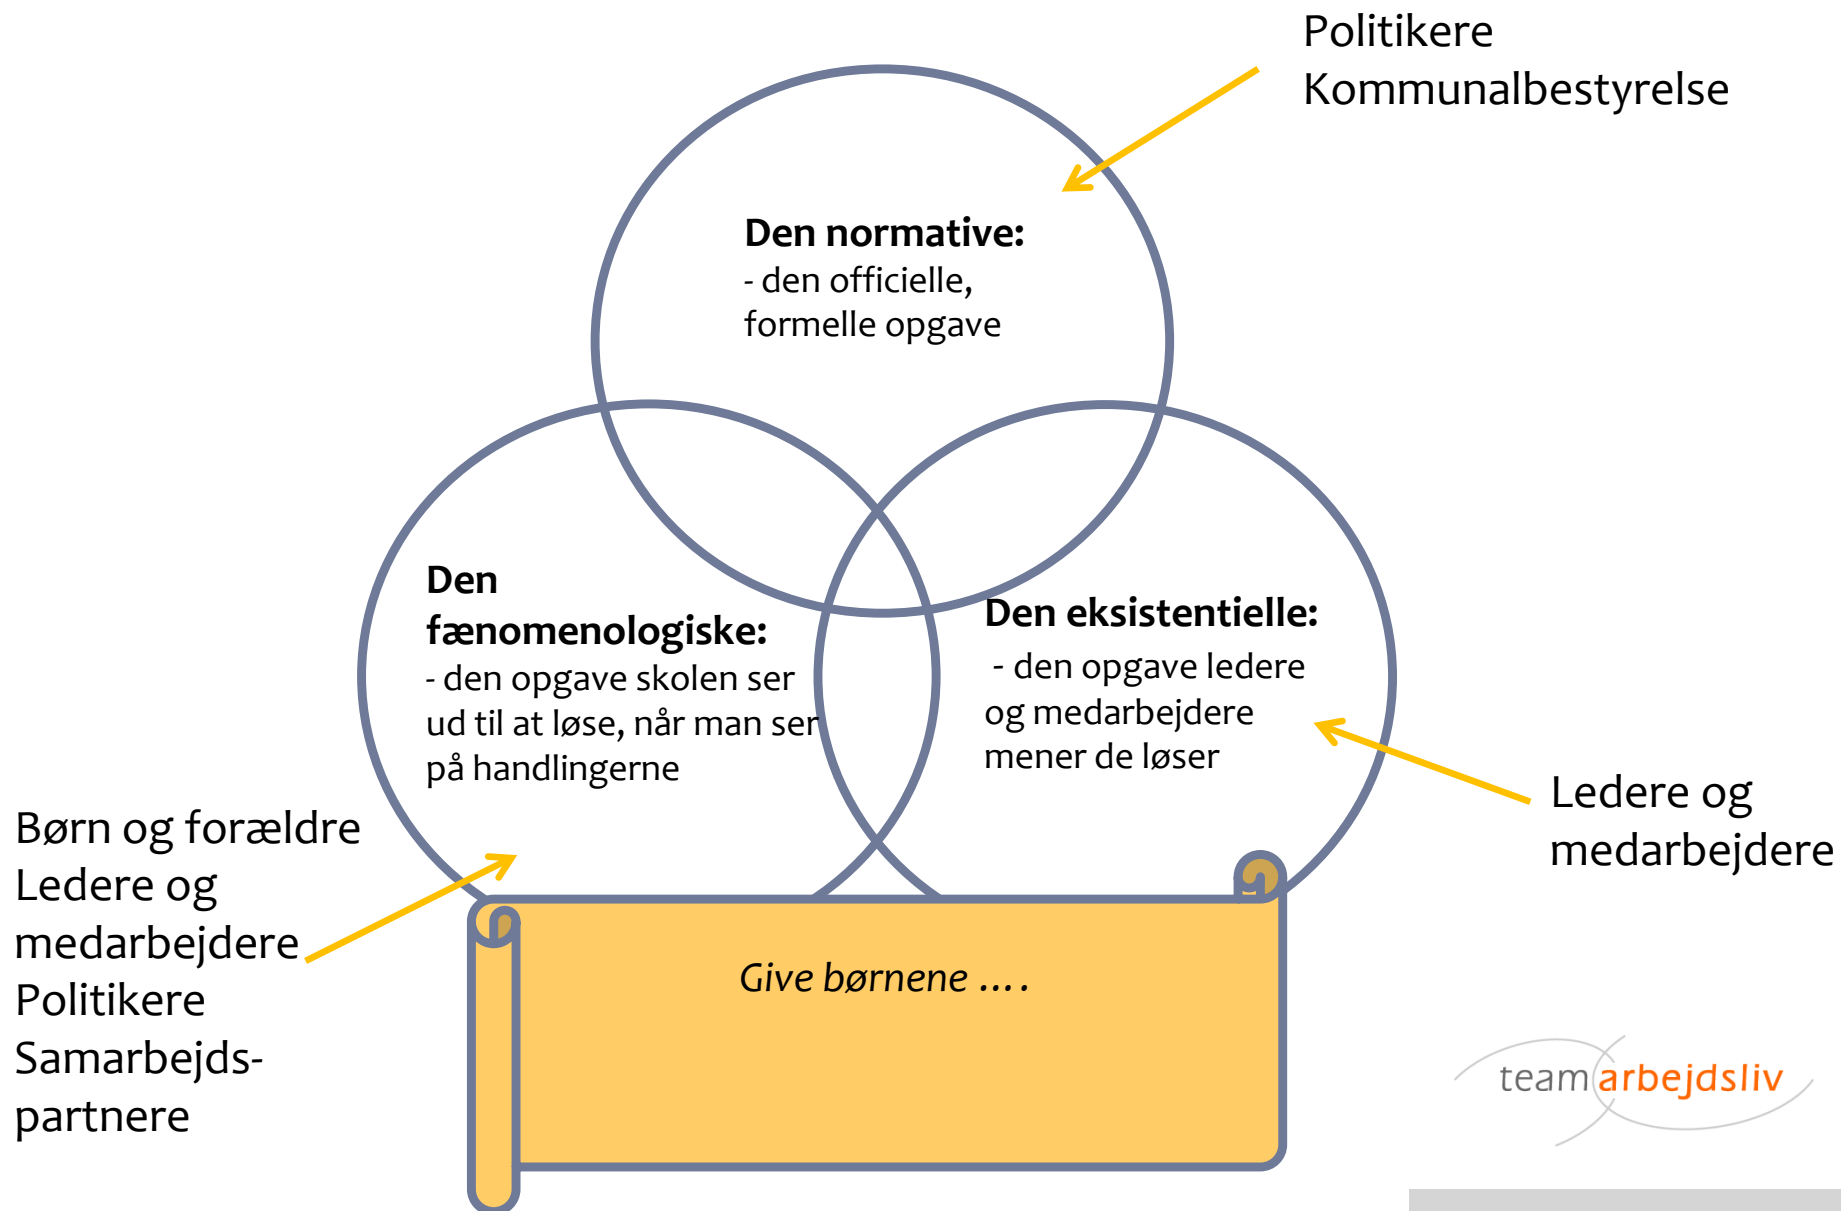 Politikere
Kommunalbestyrelse
Den normative:
- den officielle,
formelle opgave
Den
fænomenologiske:
- den opgave skolen ser
ud til at løse, når man ser
på handlingerne
Den eksistentielle:
- den opgave ledere
og medarbejdere
mener de løser
Børn og forældre
Ledere og
medarbejdere
Politikere
Samarbejds-
partnere
Ledere og
medarbejdere
Give børnene ….
teamarbejdsliv